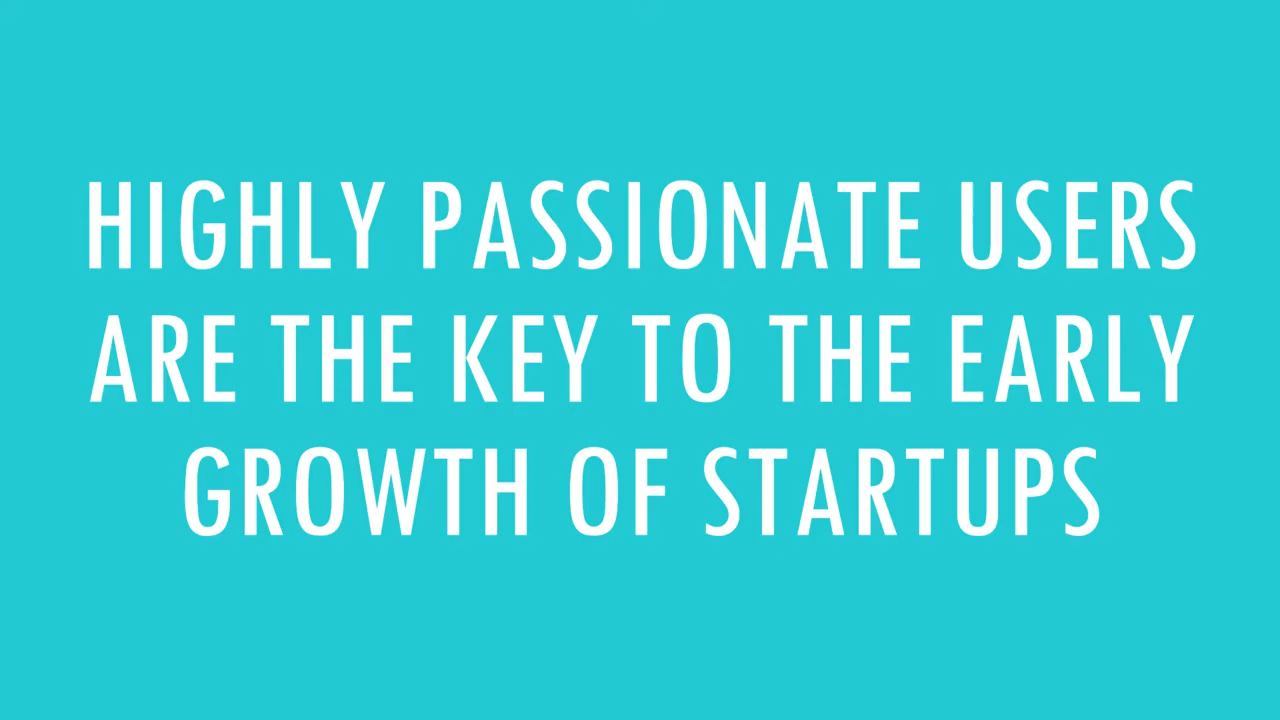 HIGHLY PASSIONATE USERS
ARE THE KEY TO THE EARLY
GROWTH OF STARTUPS